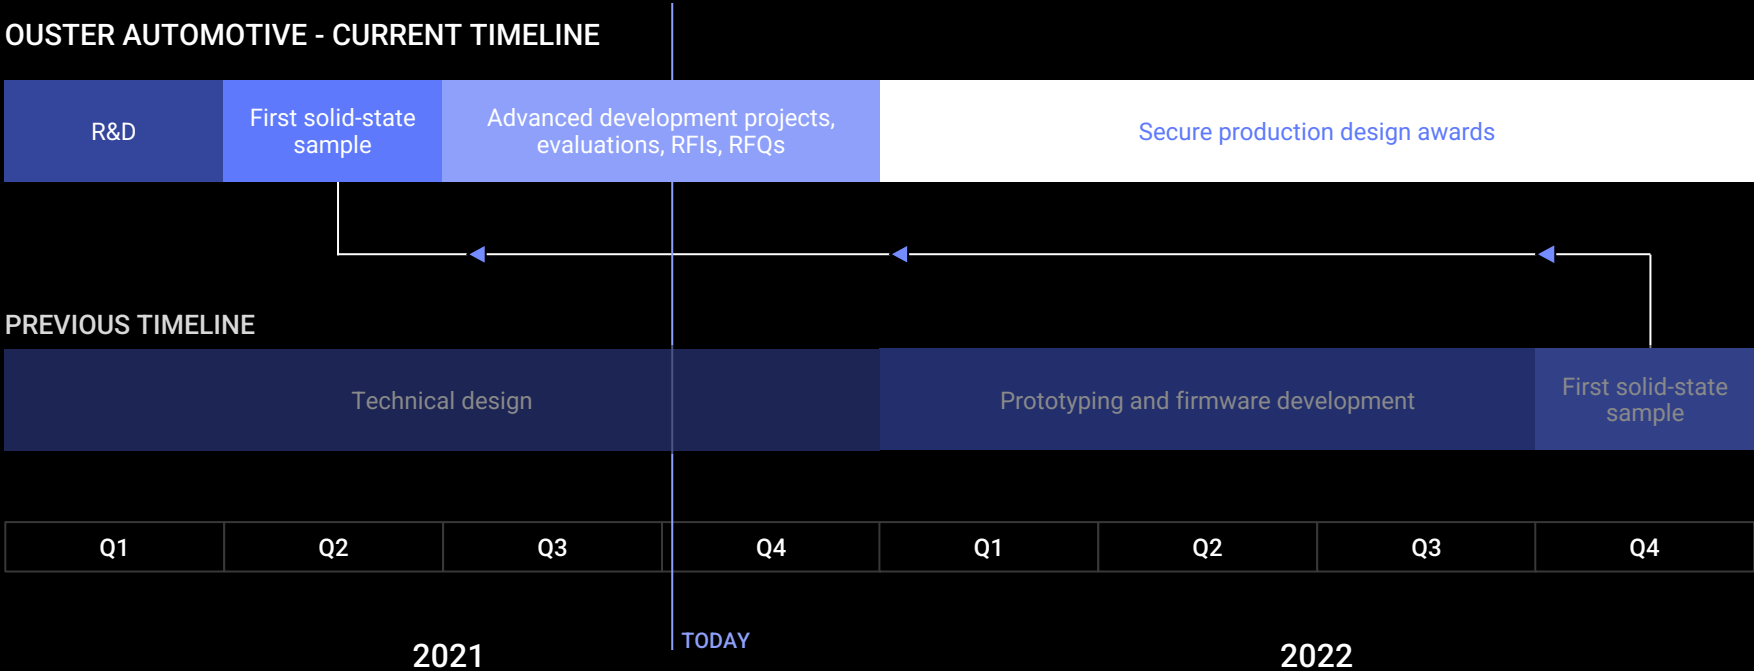 OUSTER AUTOMOTIVE - CURRENT TIMELINE
R&D
First solid-state
sample
Advanced development projects,
evaluations, RFIs, RFQs
Secure production design awards
PREVIOUS TIMELINE
Technical design
Prototyping and firmware development
First solid-state
sample
Q1
Q2
Q3
Q4
Q1
Q2
Q3
Q4
TODAY
2021
2022